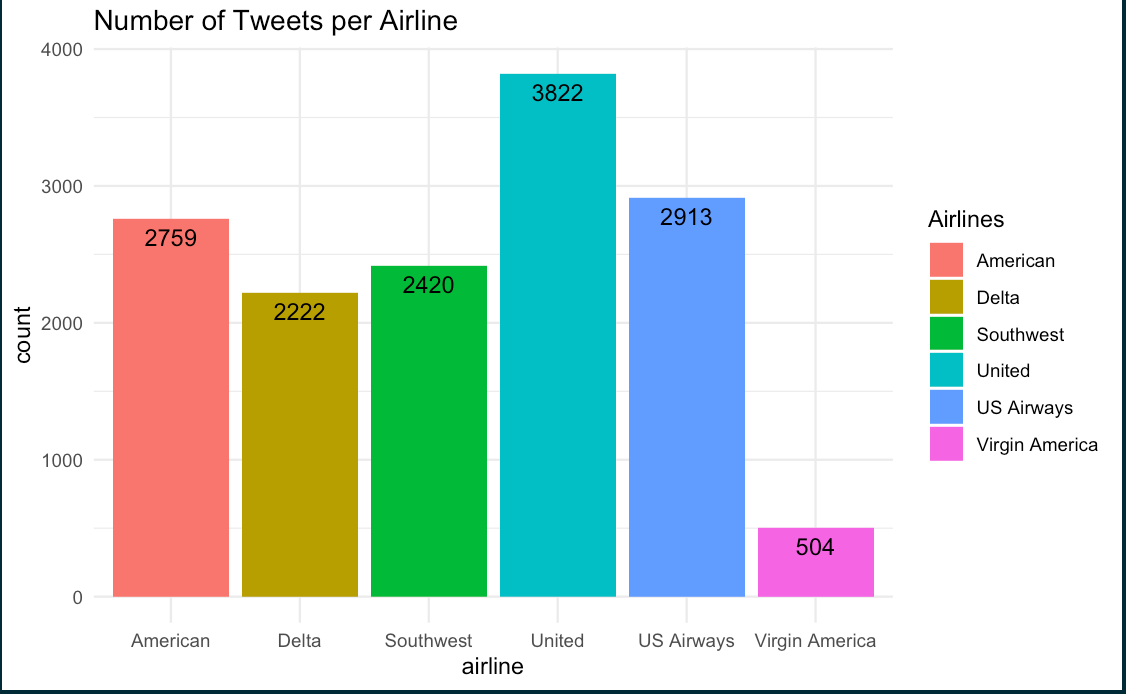 Number of Tweets per Airline
4000
3000
2000
1000
0
count
2759
2222
2420
3822
2913
504
American
Delta
Southwest
United
US Airways
Virgin America
airline
Airlines
American
Delta
Southwest
United
US Airways
Virgin America